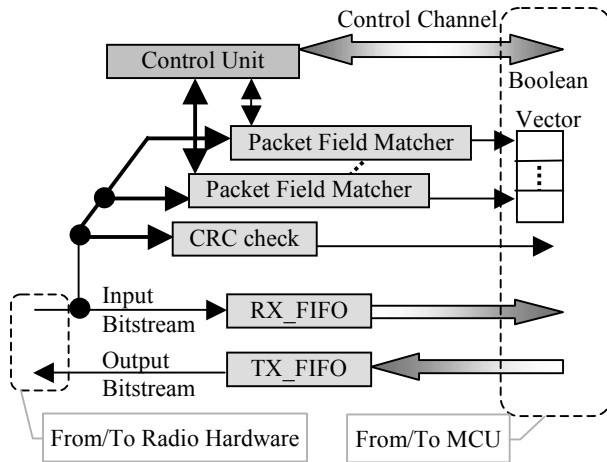 Control Channel
Control Unit
Boolean
Vector
Packet Field Matcher
Packet Field Matcher
CRC check
Input
Bitstream
RX_FIFO
Output
Bitstream
TX_FIFO
From/To Radio Hardware
From/To MCU